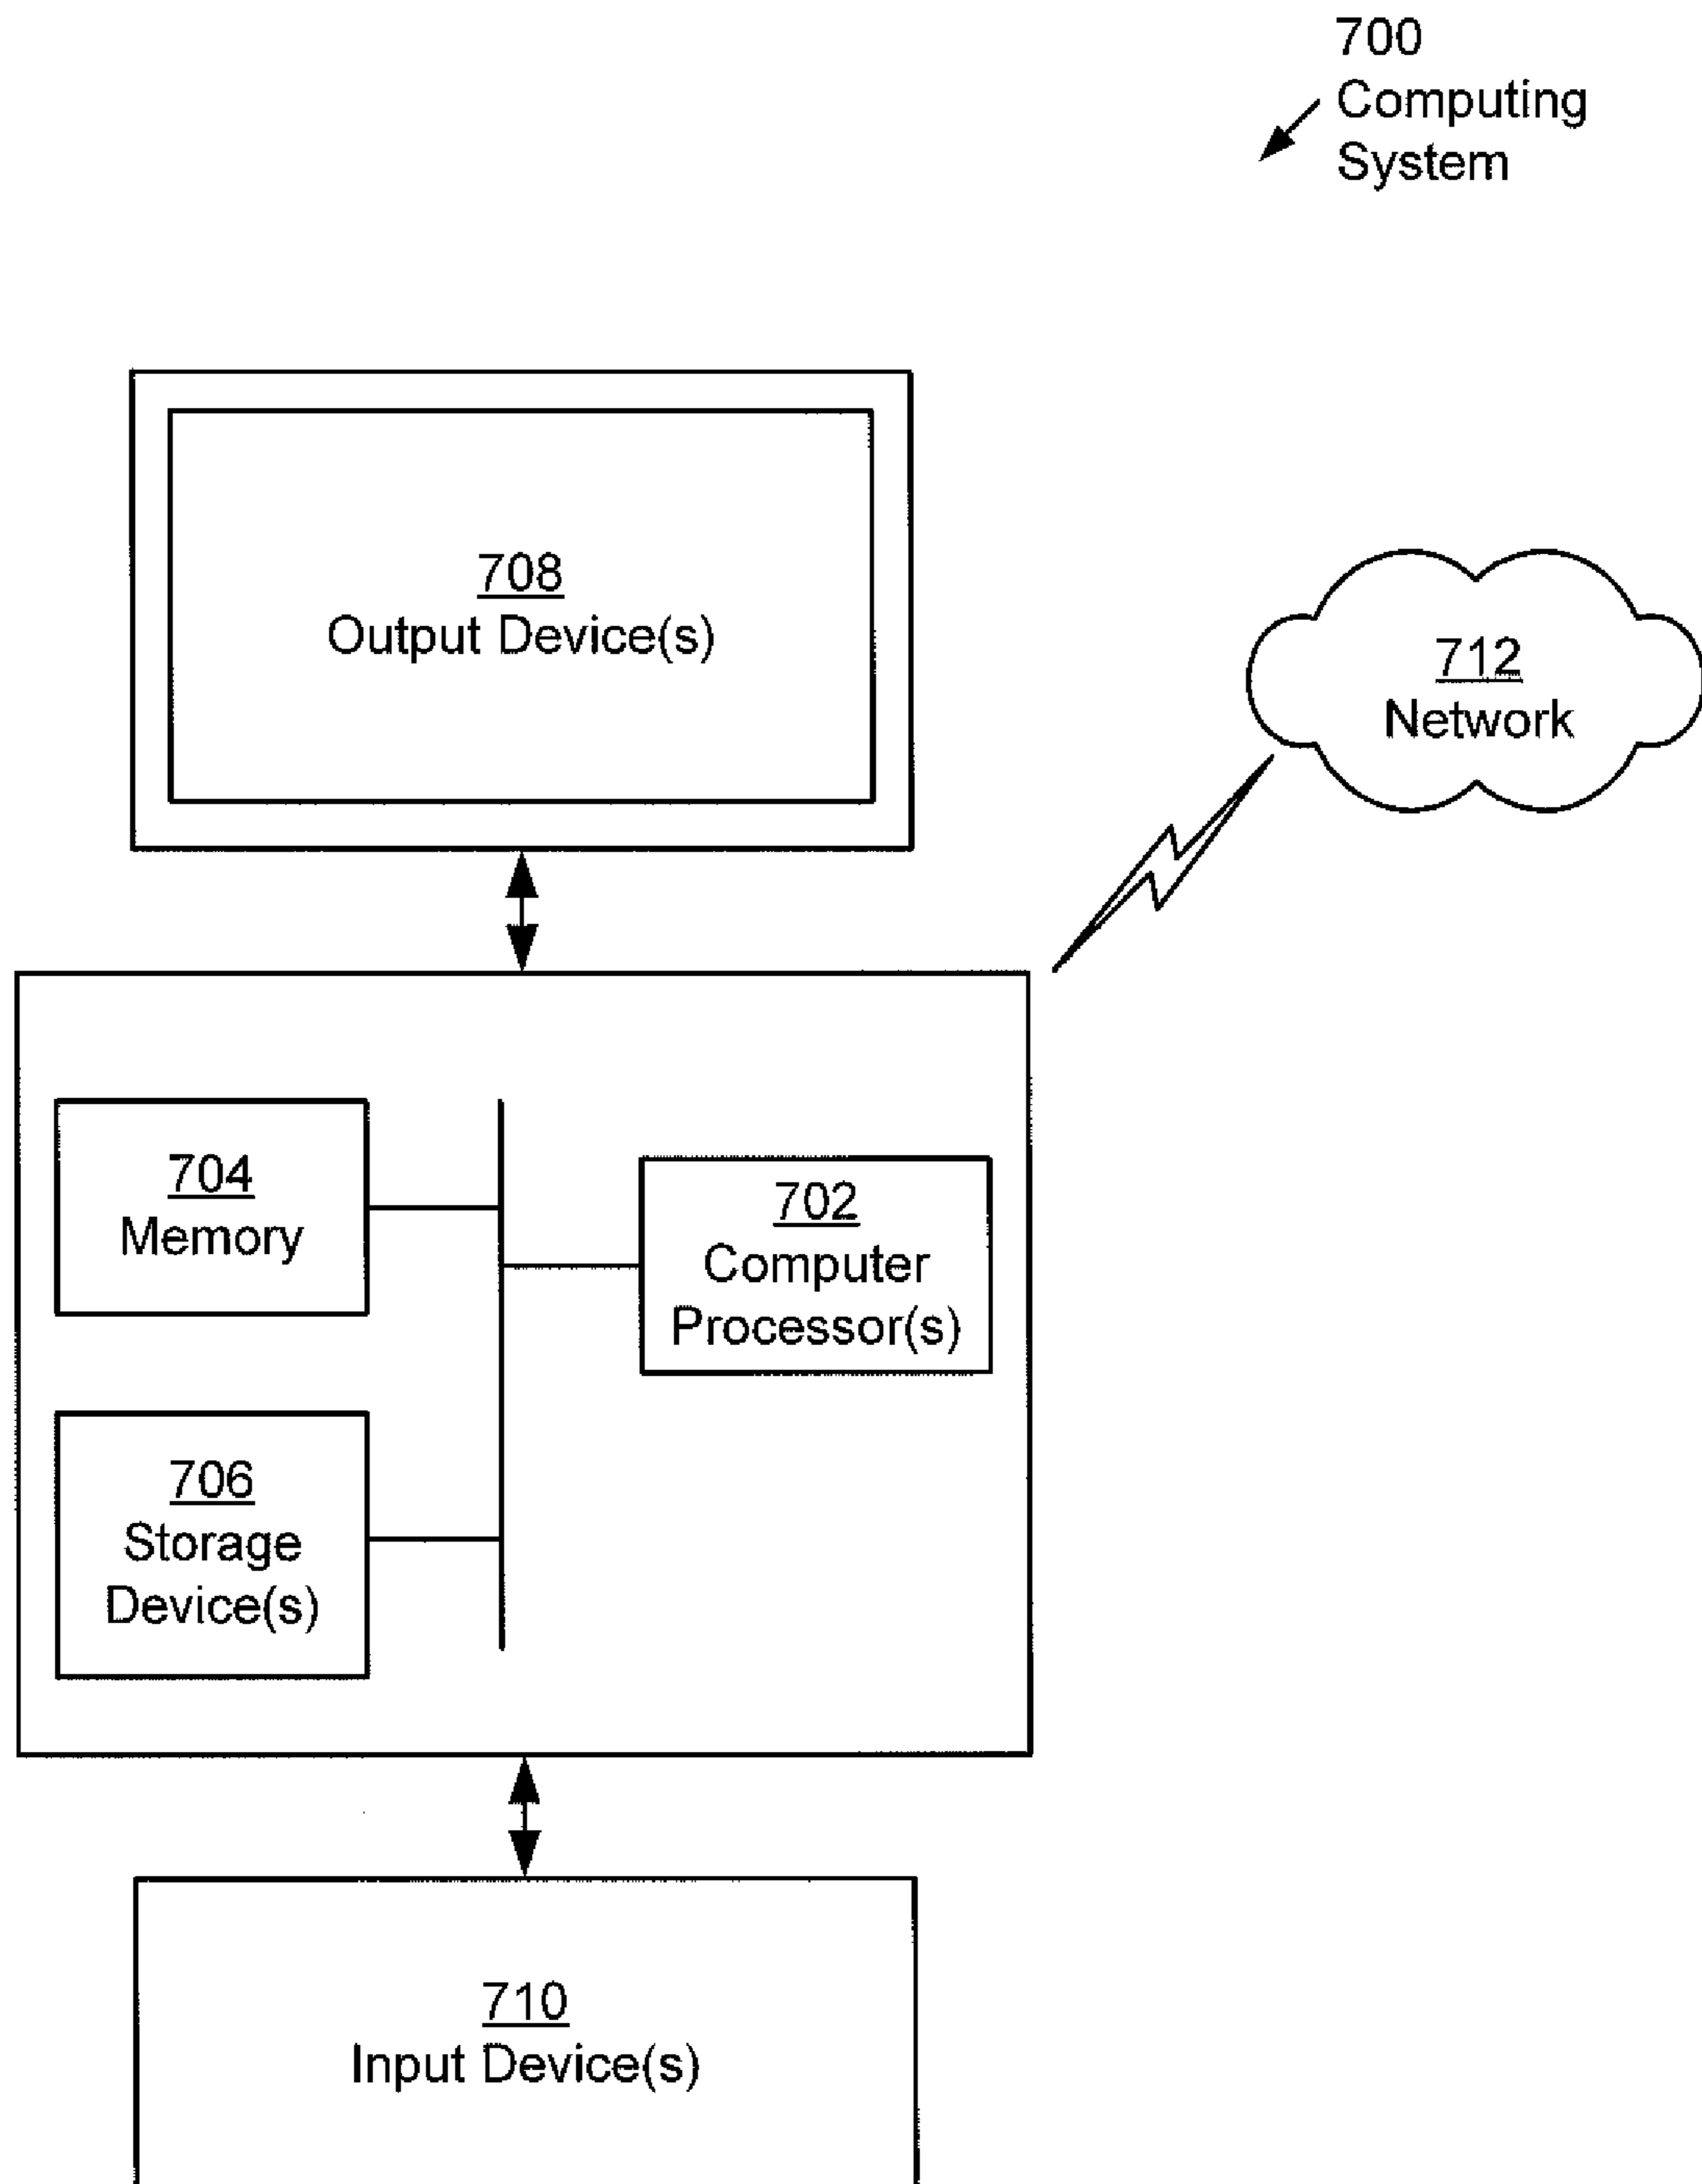 700
Computing
System
708
Output Device(s)
712
Network
704
Memory
702
Computer
Processor(s)
706
Storage
Device(s)
710
Input Device(s)